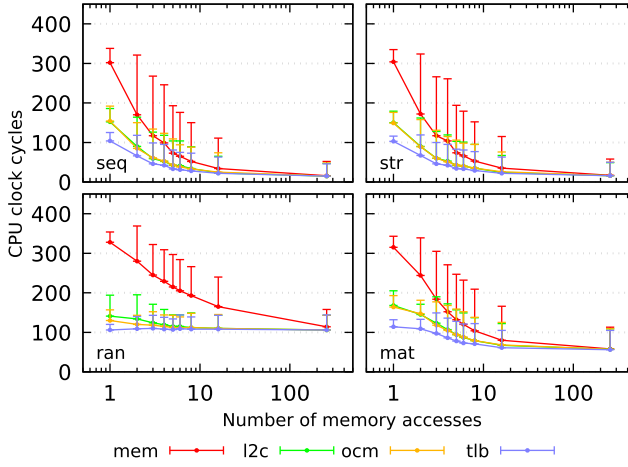 CPU clock cycles
400
300
200
100
0
seq
str
400
300
200
100
0
ran
mat
1 10 100 1 10 100
Number of memory accesses
mem l2c ocm tlb